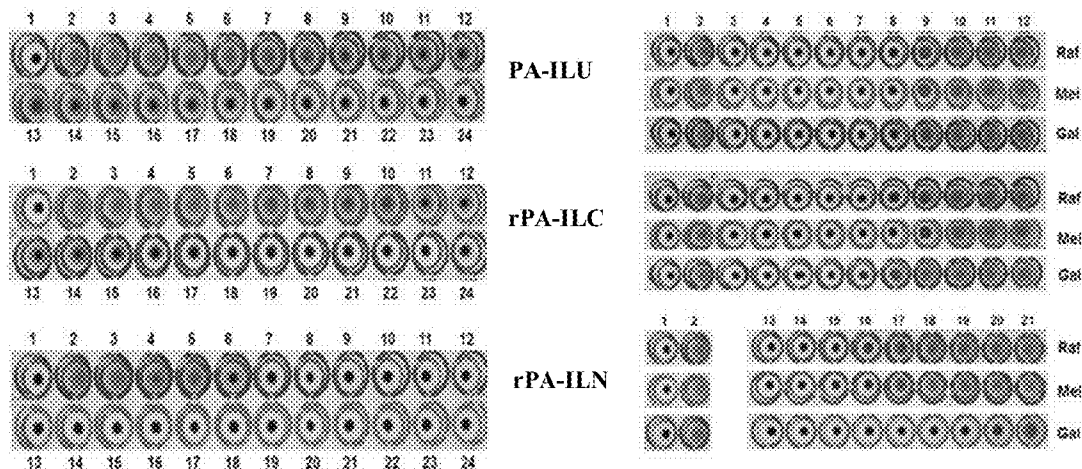 1 2 3 4 5 6 7 8 9 10 11 12
13 14 15 16 17 18 19 20 21 22 23 24
PA-ILU
1 2 3 4 5 6 7 8 9 10 11 12
Raf
Mel
Gal
1 2 3 4 5 6 7 8 9 10 11 12
13 14 15 16 17 18 19 20 21 22 23 24
rPA-ILC
Raf
Mel
Gal
1 2 3 4 5 6 7 8 9 10 11 12
13 14 15 16 17 18 19 20 21 22 23 24
rPA-ILN
1 2 13 14 15 16 17 18 19 20 21
Raf
Mel
Gal